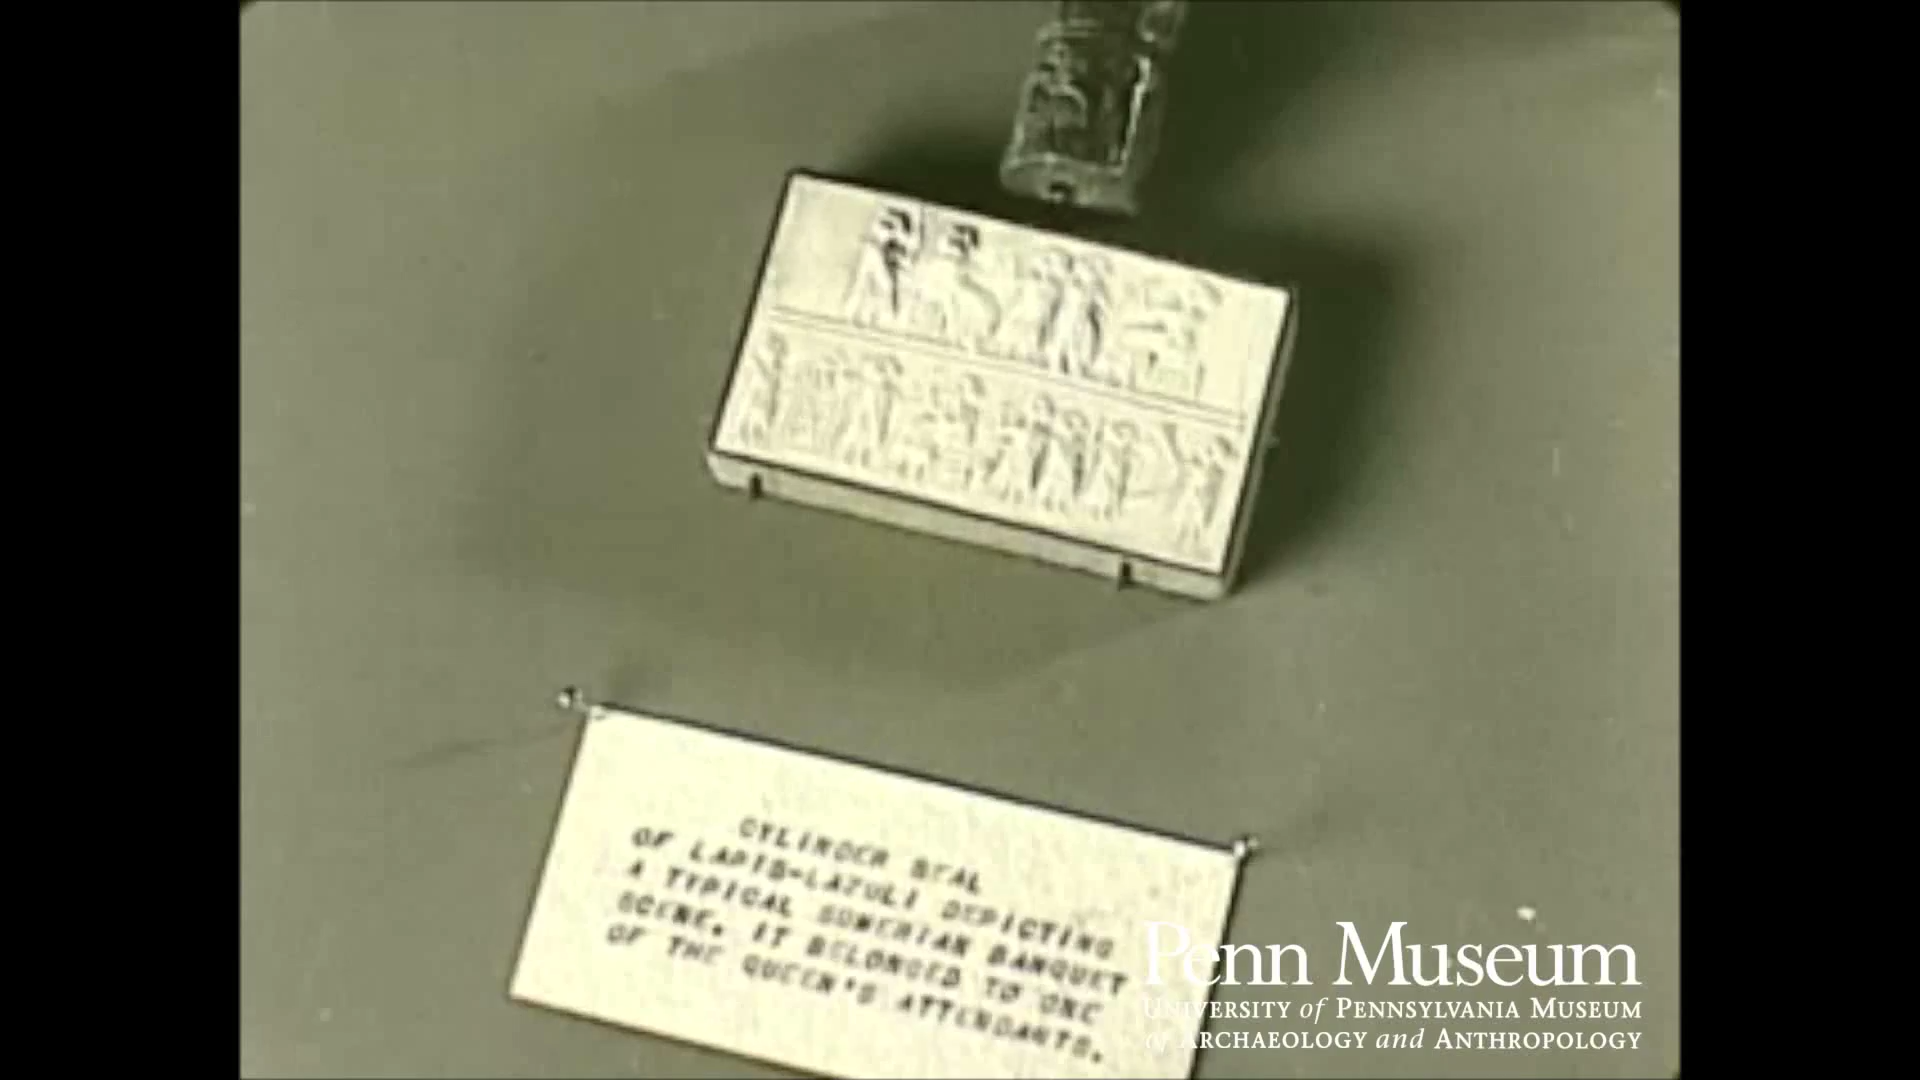 CYLINDER SEAL
OF LAPIS-LAZULI DEPICTING
A TYPICAL SUMERIAN BANQUET
SCENE. IT BELONGED TO ONE
OF THE QUEEN'S ATTENDANTS.
Penn Museum
UNIVERSITY of PENNSYLVANIA MUSEUM
of ARCHAEOLOGY and ANTHROPOLOGY